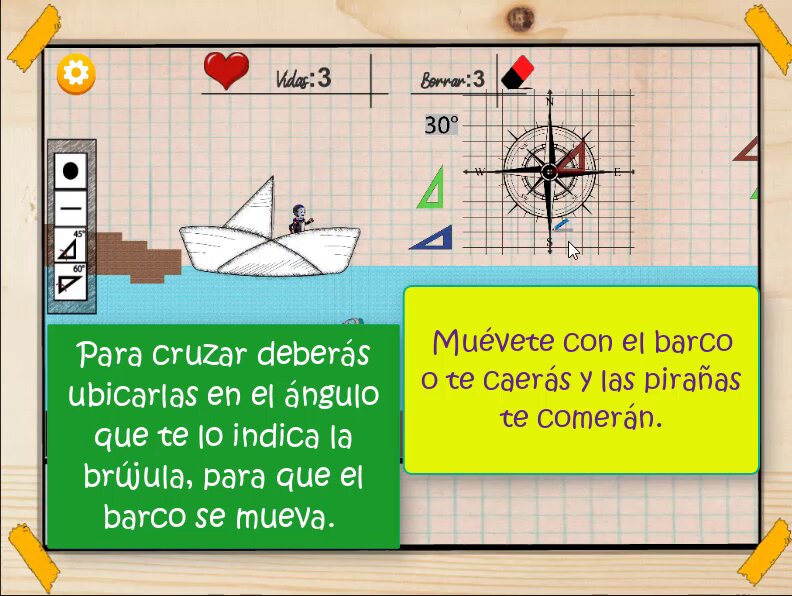 Vidas:3
Borrar:3
30°
N
W
E
S
45°
60°
Para cruzar deberás
ubicarlas en el ángulo
que te lo indica la
brújula, para que el
barco se mueva.
Muévete con el barco
o te caerás y las pirañas
te comerán.